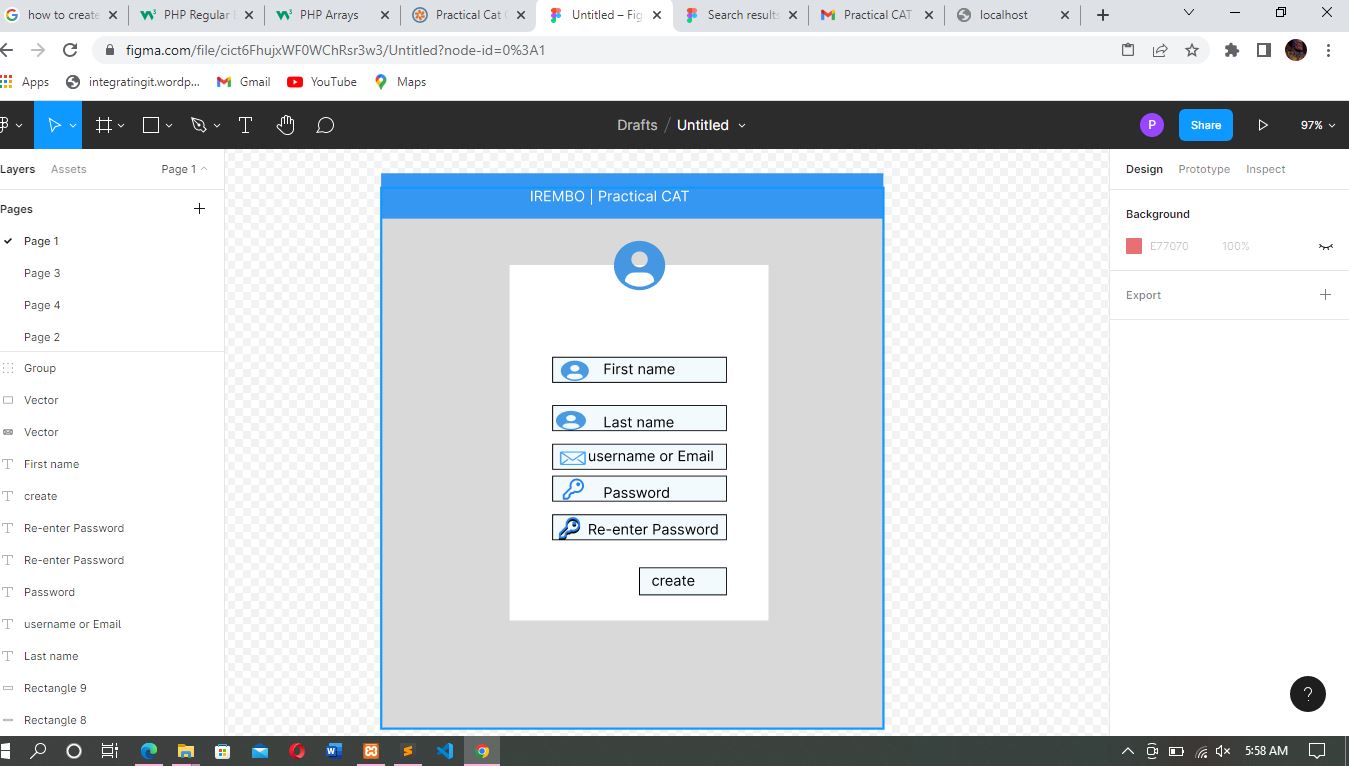 how to create
PHP Regular
PHP Arrays
Practical Cat
Untitled – Fig
Search results
Practical CAT
localhost
figma.com/file/cict6FhujxWF0WChRsr3w3/Untitled?node-id=0%3A1
Apps
integratingit.wordp...
Gmail
YouTube
Maps
Drafts / Untitled
P
Share
97%
Layers
Assets
Page 1
Design
Prototype
Inspect
Pages
Page 1
Page 3
Page 4
Page 2
Group
Vector
Vector
First name
create
Re-enter Password
Re-enter Password
Password
username or Email
Last name
Rectangle 9
Rectangle 8
IREMBO | Practical CAT
First name
Last name
username or Email
Password
Re-enter Password
create
Background
E77070 100%
Export
?
5:58 AM